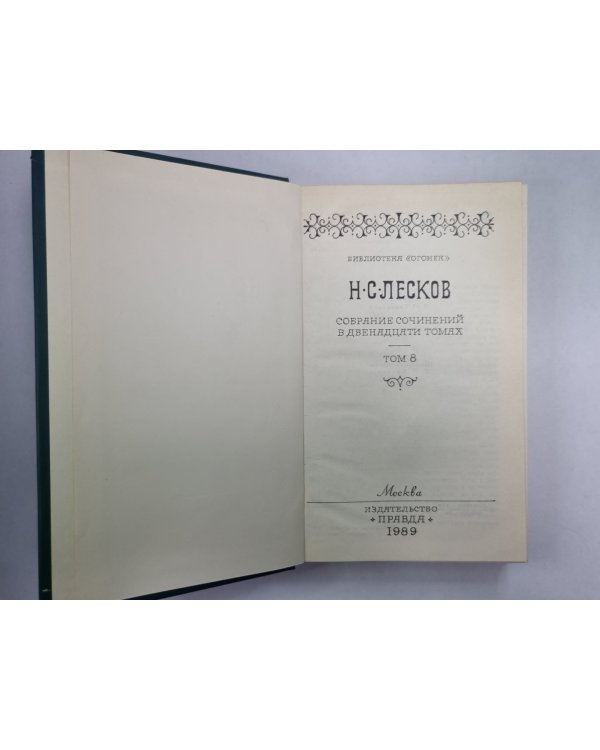 БИБЛИОТЕКА «ОГОНЕК»
Н·С·ЛЕСКОВ
СОБРАНИЕ СОЧИНЕНИЙ
В ДВЕНАДЦАТИ ТОМАХ
ТОМ 8
Москва
ИЗДАТЕЛЬСТВО
ПРАВДА
1989